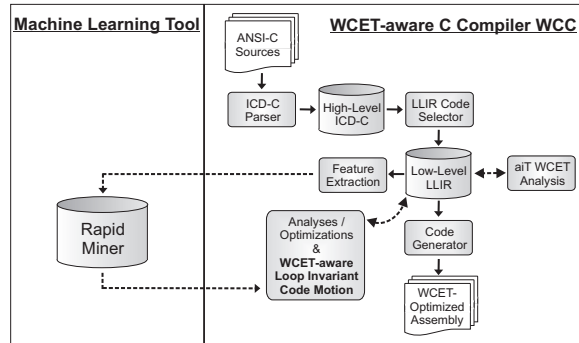 Machine Learning Tool
WCET-aware C Compiler WCC
ANSI-C
Sources
ICD-C
Parser
High-Level
ICD-C
LLIR Code
Selector
Feature
Extraction
Low-Level
LLIR
aiT WCET
Analysis
Rapid
Miner
Analyses /
Optimizations
&
WCET-aware
Loop Invariant
Code Motion
Code
Generator
WCET-
Optimized
Assembly